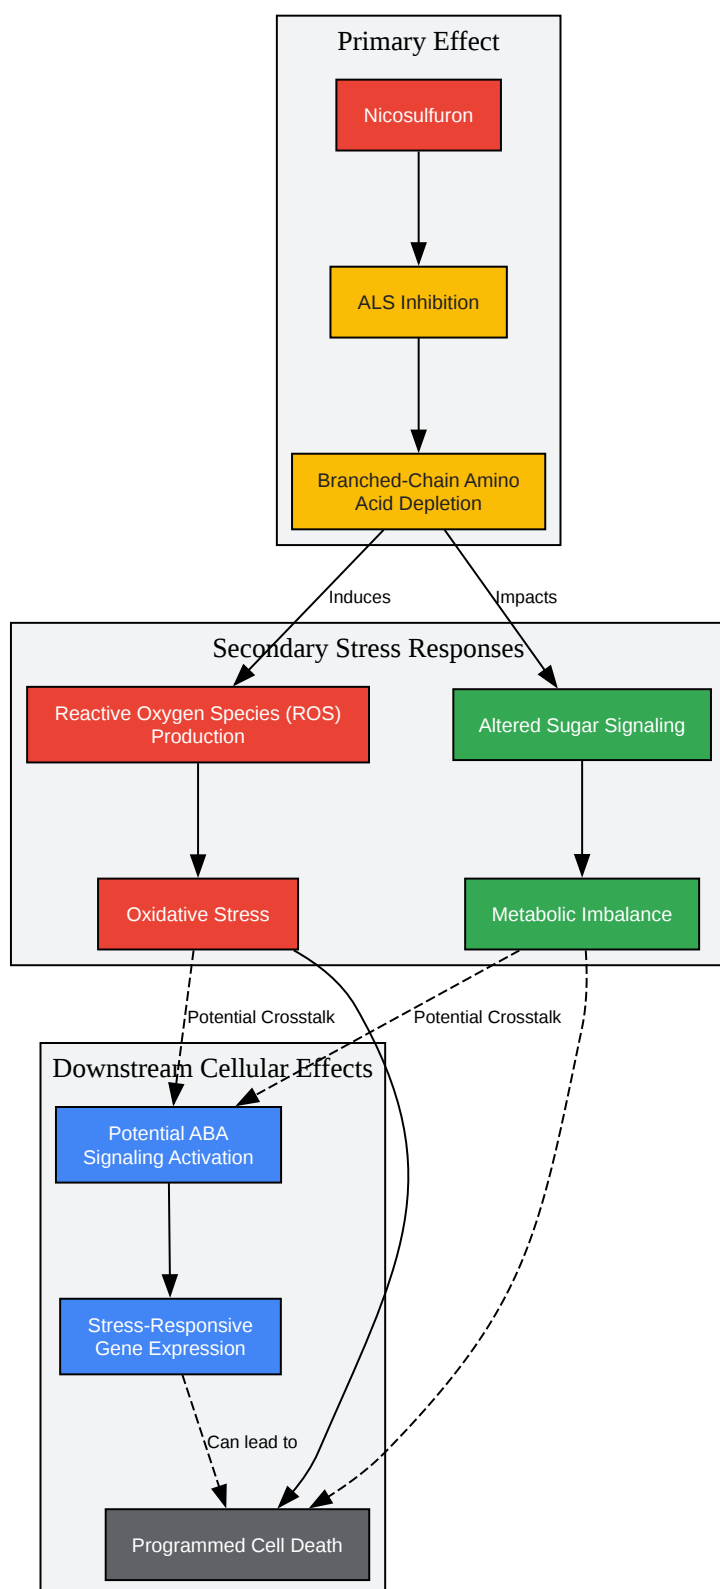 Primary Effect
Nicosulfuron
ALS Inhibition
Branched-Chain Amino
Acid Depletion
Induces
Impacts
Secondary Stress Responses
Reactive Oxygen Species (ROS)
Production
Altered Sugar Signaling
Oxidative Stress
Metabolic Imbalance
Potential Crosstalk
Potential Crosstalk
Downstream Cellular Effects
Potential ABA
Signaling Activation
Stress-Responsive
Gene Expression
Can lead to
Programmed Cell Death